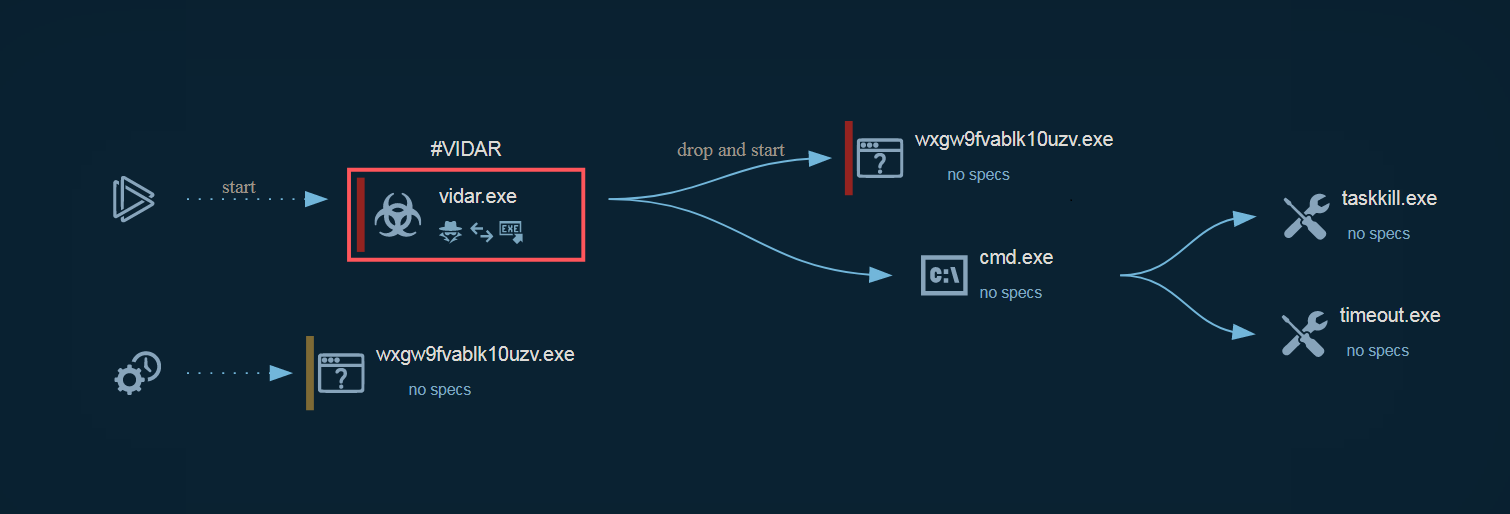 #VIDAR
start
vidar.exe
EXE
drop and start
wxgw9fvablk10uzv.exe
no specs
cmd.exe
no specs
C:\
taskkill.exe
no specs
timeout.exe
no specs
wxgw9fvablk10uzv.exe
no specs
?
?